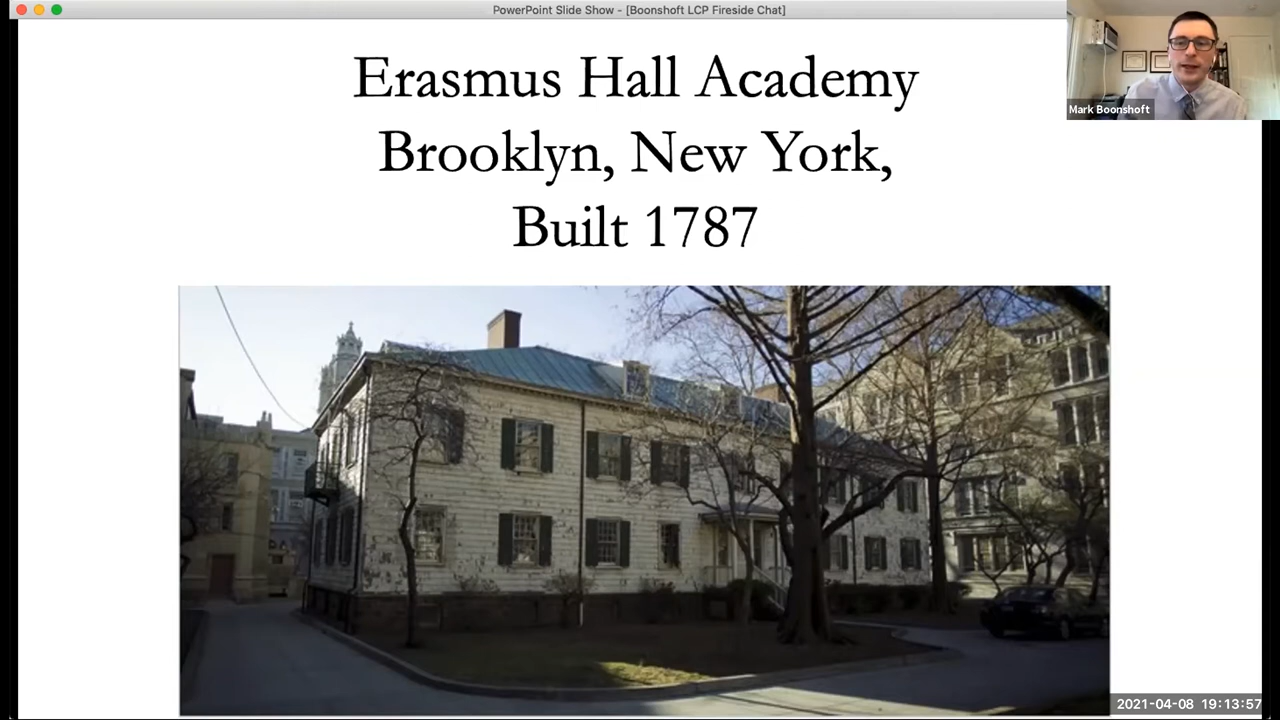 PowerPoint Slide Show - [Boonshoft LCP Fireside Chat]
Erasmus Hall Academy
Brooklyn, New York,
Built 1787
Mark Boonshoft
2021-04-08 19:13:57